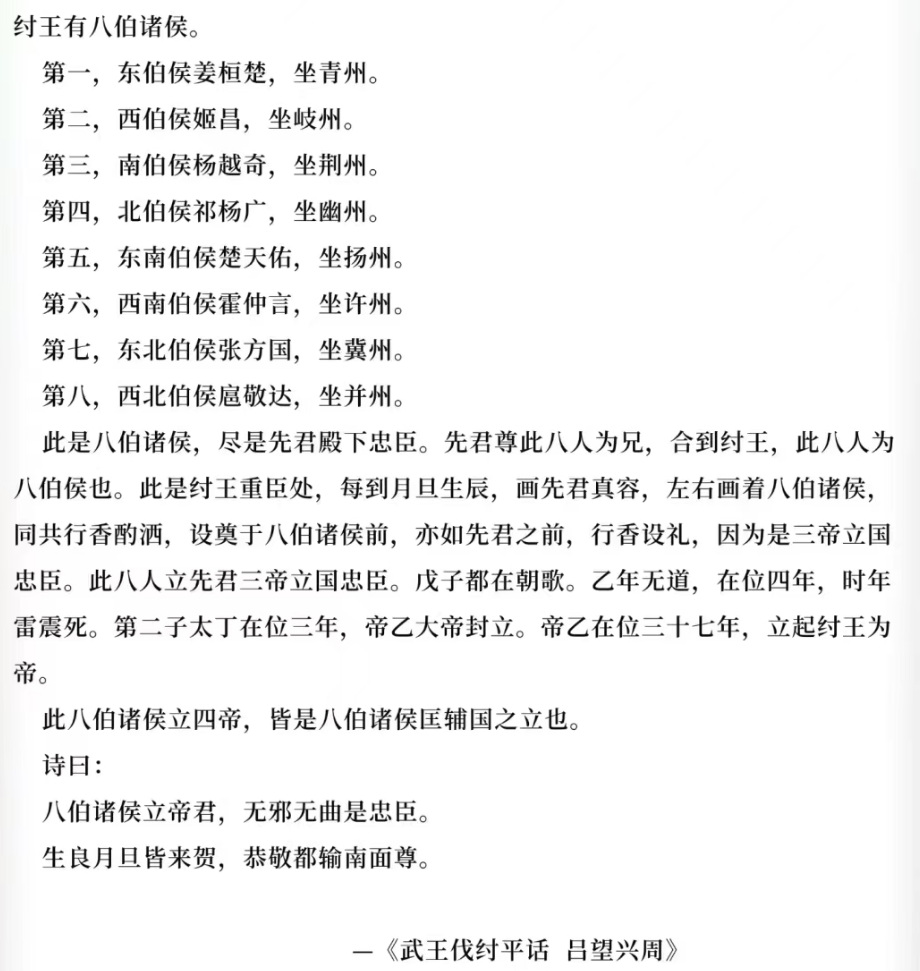 纣王有八伯诸侯。
第一，东伯侯姜桓楚，坐青州。
第二，西伯侯姬昌，坐岐州。
第三，南伯侯杨越奇，坐荆州。
第四，北伯侯祁杨广，坐幽州。
第五，东南伯侯楚天佑，坐扬州。
第六，西南伯侯霍仲言，坐许州。
第七，东北伯侯张方国，坐冀州。
第八，西北伯侯扈敬达，坐并州。
此是八伯诸侯，尽是先君殿下忠臣。先君尊此八人为兄，合到纣王，此八人为
八伯侯也。此是纣王重臣处，每到月旦生辰，画先君真容，左右画着八伯诸侯，
同共行香酌洒，设奠于八伯诸侯前，亦如先君之前，行香设礼，因为是三帝立国
忠臣。此八人立先君三帝立国忠臣。戊子都在朝歌。乙年无道，在位四年，时年
雷震死。第二子太丁在位三年，帝乙大帝封立。帝乙在位三十七年，立起纣王为
帝。
此八伯诸侯立四帝，皆是八伯诸侯匡辅国之立也。
诗曰：
八伯诸侯立帝君，无邪无曲是忠臣。
生良月旦皆来贺，恭敬都输南面尊。
—《武王伐纣平话 吕望兴周》